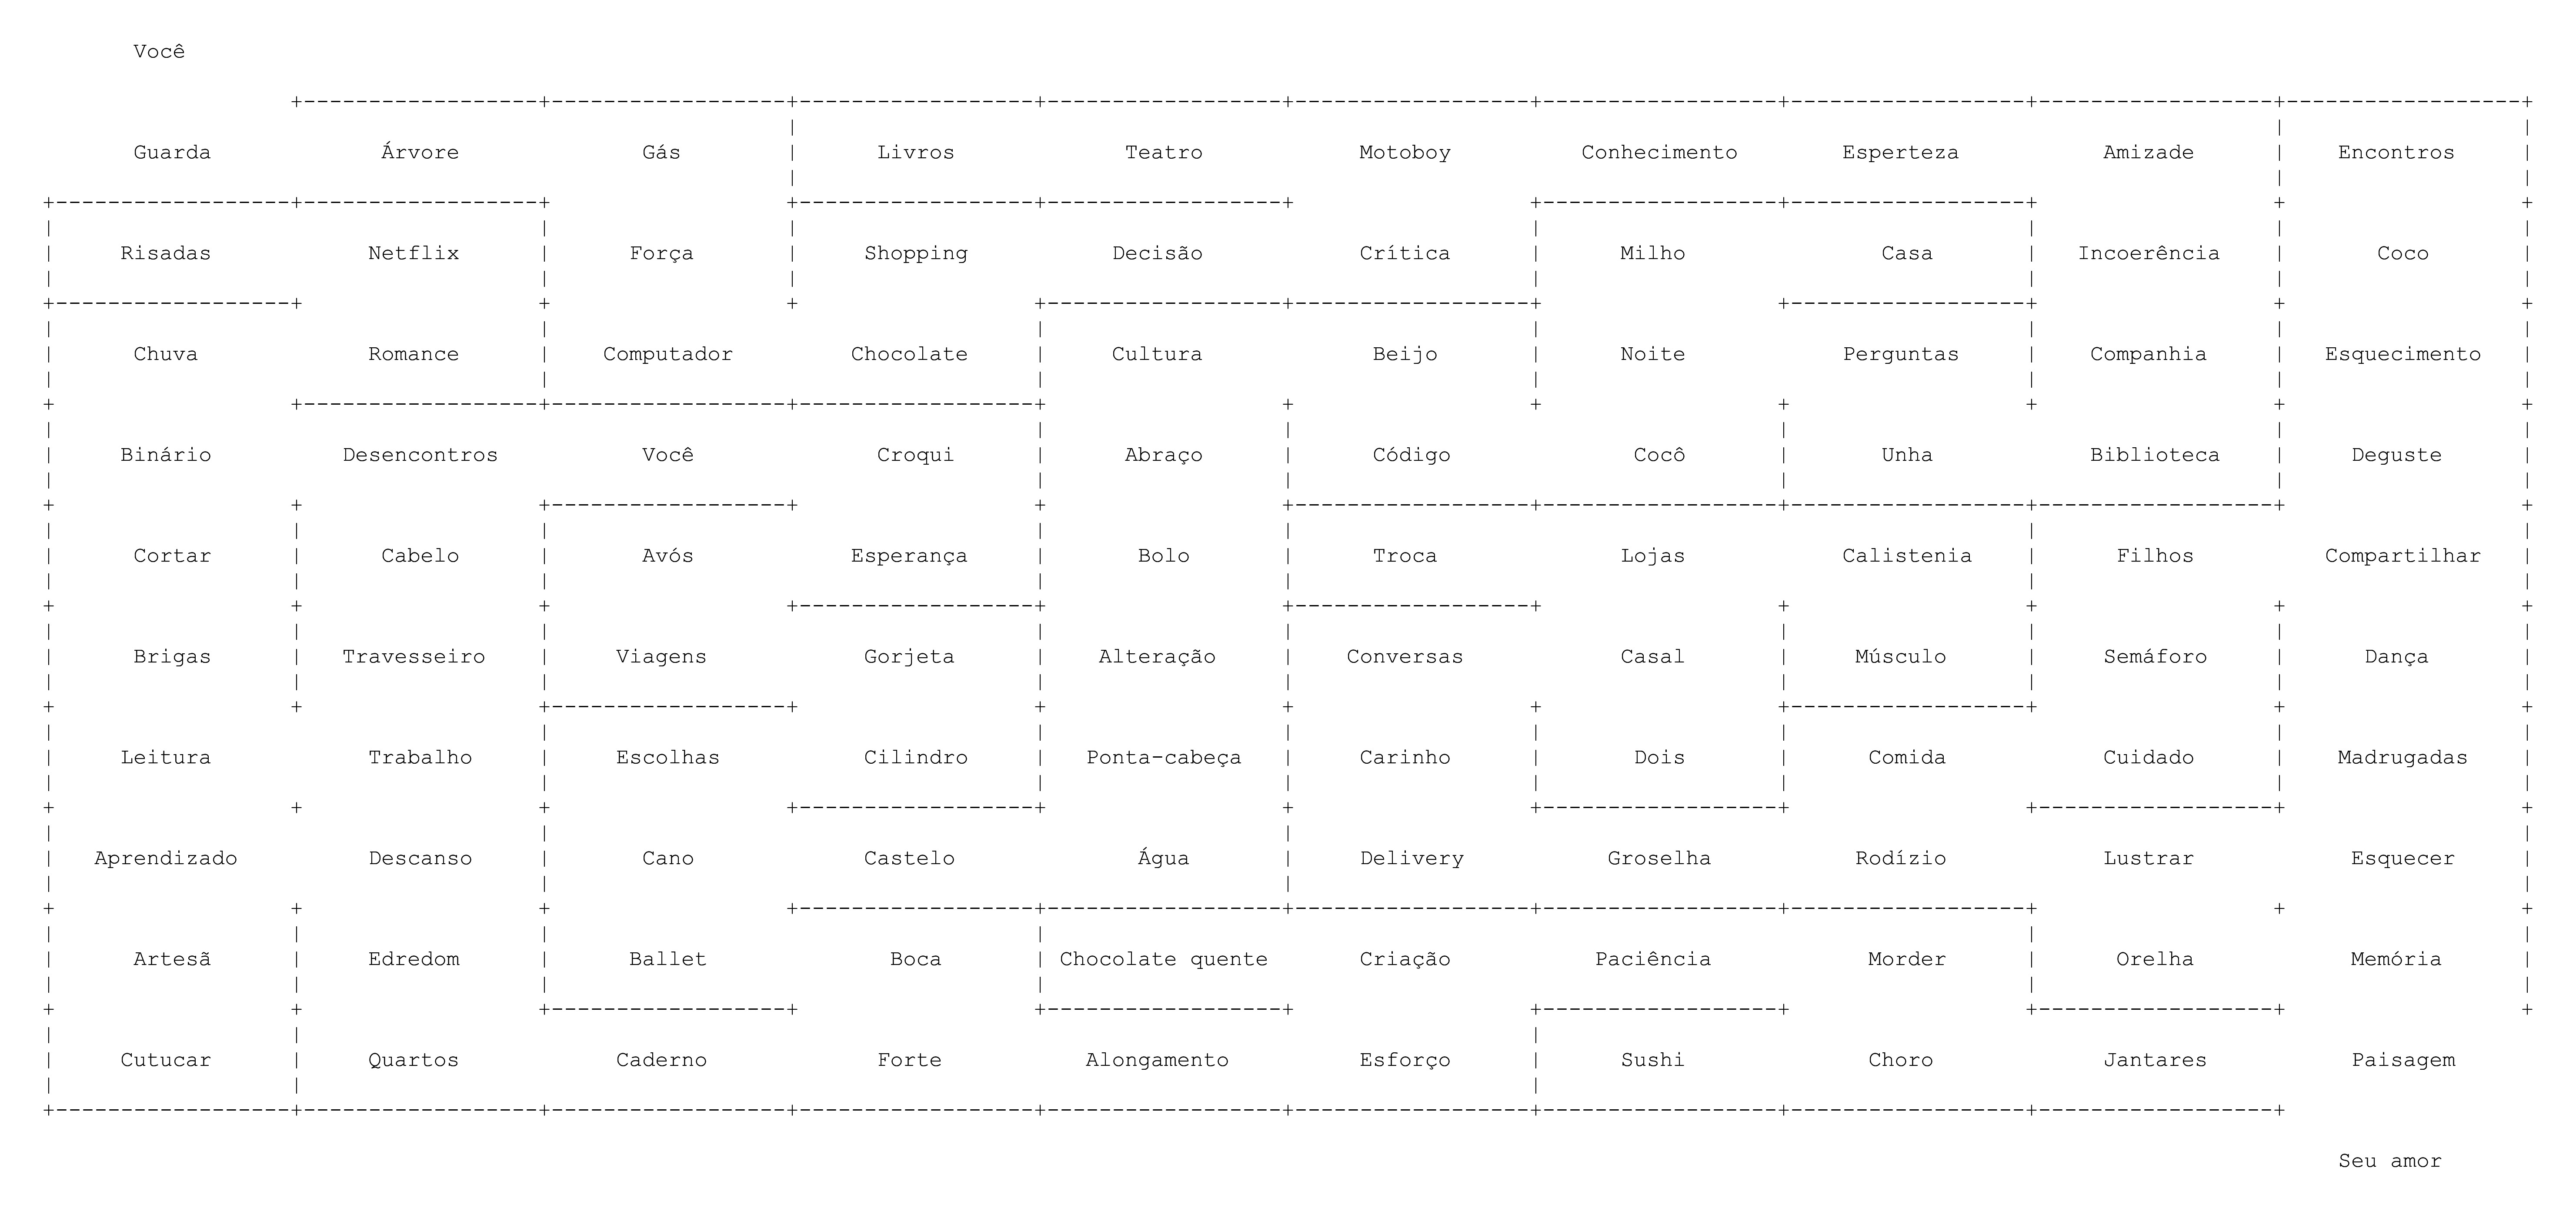 Você
Guarda Árvore Gás Livros Teatro Motoboy Conhecimento Esperteza Amizade Encontros
Risadas Netflix Força Shopping Decisão Crítica Milho Casa Incoerência Coco
Chuva Romance Computador Chocolate Cultura Beijo Noite Perguntas Companhia Esquecimento
Binário Desencontros Você Croqui Abraço Código Cocô Unha Biblioteca Deguste
Cortar Cabelo Avós Esperança Bolo Troca Lojas Calistenia Filhos Compartilhar
Brigas Travesseiro Viagens Gorjeta Alteração Conversas Casal Músculo Semáforo Dança
Leitura Trabalho Escolhas Cilindro Ponta-cabeça Carinho Dois Comida Cuidado Madrugadas
Aprendizado Descanso Cano Castelo Água Delivery Groselha Rodízio Lustrar Esquecer
Artesã Edredom Ballet Boca Chocolate quente Criação Paciência Morder Orelha Memória
Cutucar Quartos Caderno Forte Alongamento Esforço Sushi Choro Jantares Paisagem
Seu amor